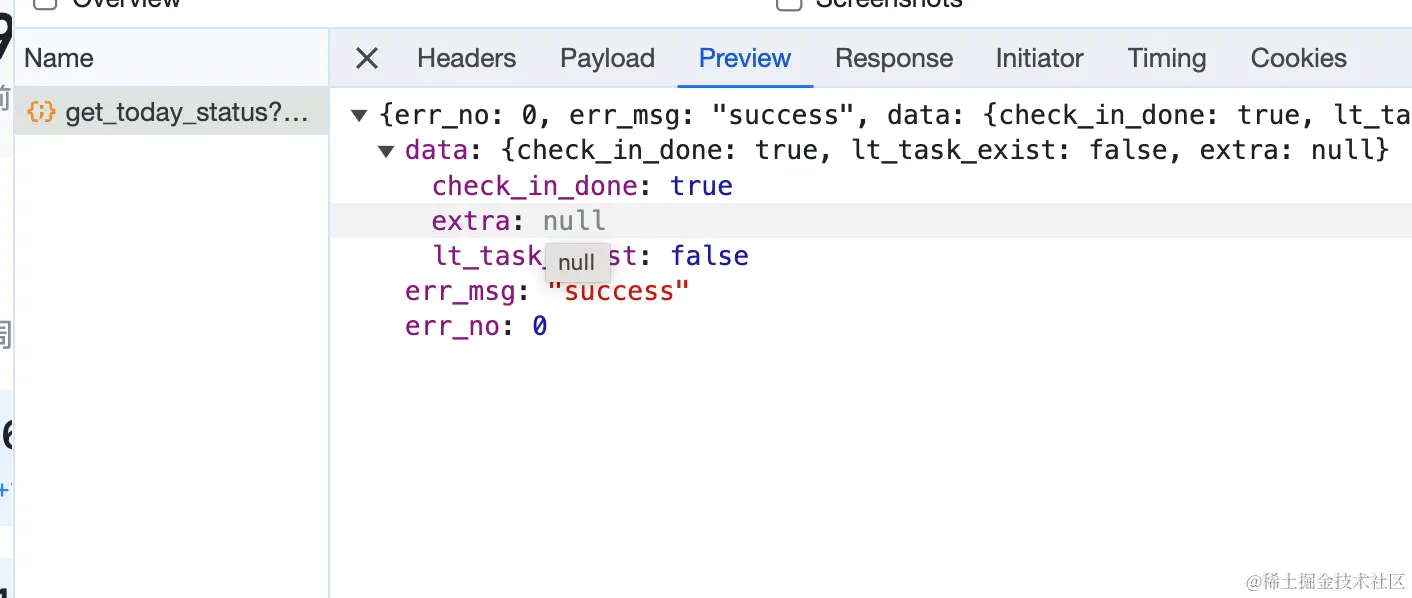 Overview
Screenshots
Name
Headers Payload Preview Response Initiator Timing Cookies
get_today_status?...
{err_no: 0, err_msg: "success", data: {check_in_done: true, lt_ta
data: {check_in_done: true, lt_task_exist: false, extra: null}
check_in_done: true
extra: null
lt_task_ st: false
null
err_msg: "success"
err_no: 0
@稀土掘金技术社区